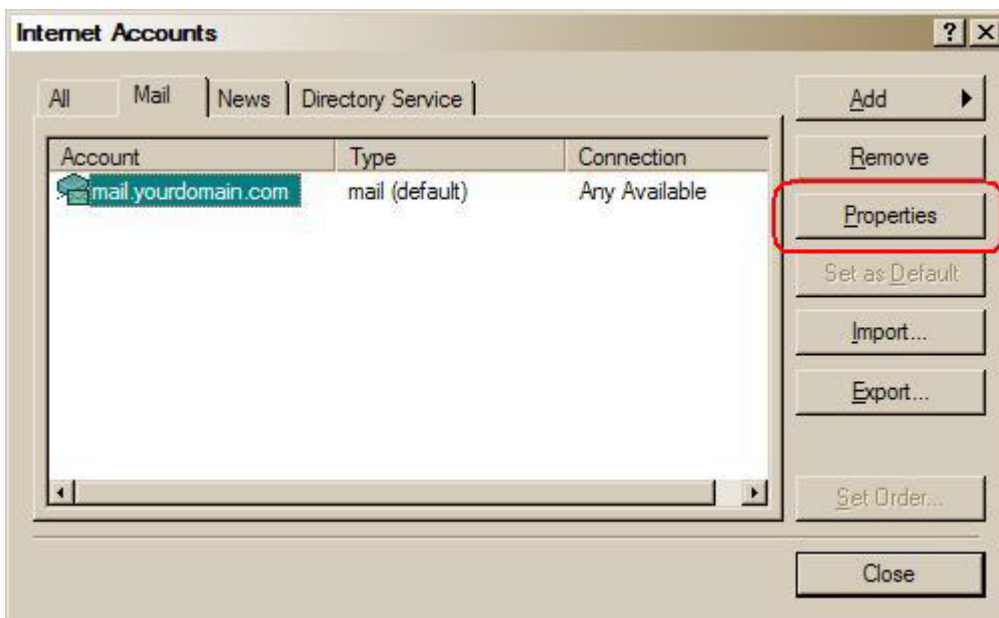 Internet Accounts
All Mail News Directory Service
Account Type Connection
mail.yourdomain.com mail (default) Any Available
Add
Remove
Properties
Set as Default
Import...
Export...
Set Order...
Close